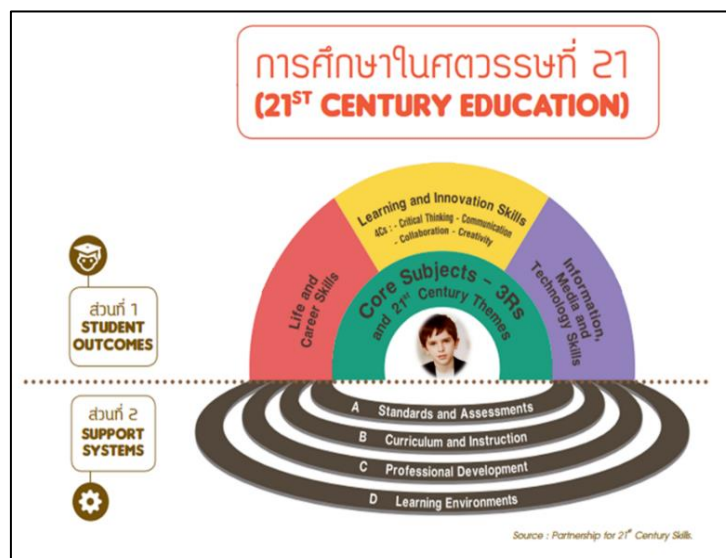 การศึกษาในศตวรรษที่ 21
(21ST CENTURY EDUCATION)
Learning and Innovation Skills
4Cs : - Critical Thinking - Communication
- Collaboration - Creativity
Life and
Career Skills
Core Subjects – 3Rs
and 21st Century Themes
Information,
Media and
Technology Skills
ส่วนที่ 1
STUDENT
OUTCOMES
ส่วนที่ 2
SUPPORT
SYSTEMS
A Standards and Assessments
B Curriculum and Instruction
C Professional Development
D Learning Environments
Source : Partnership for 21st Century Skills.